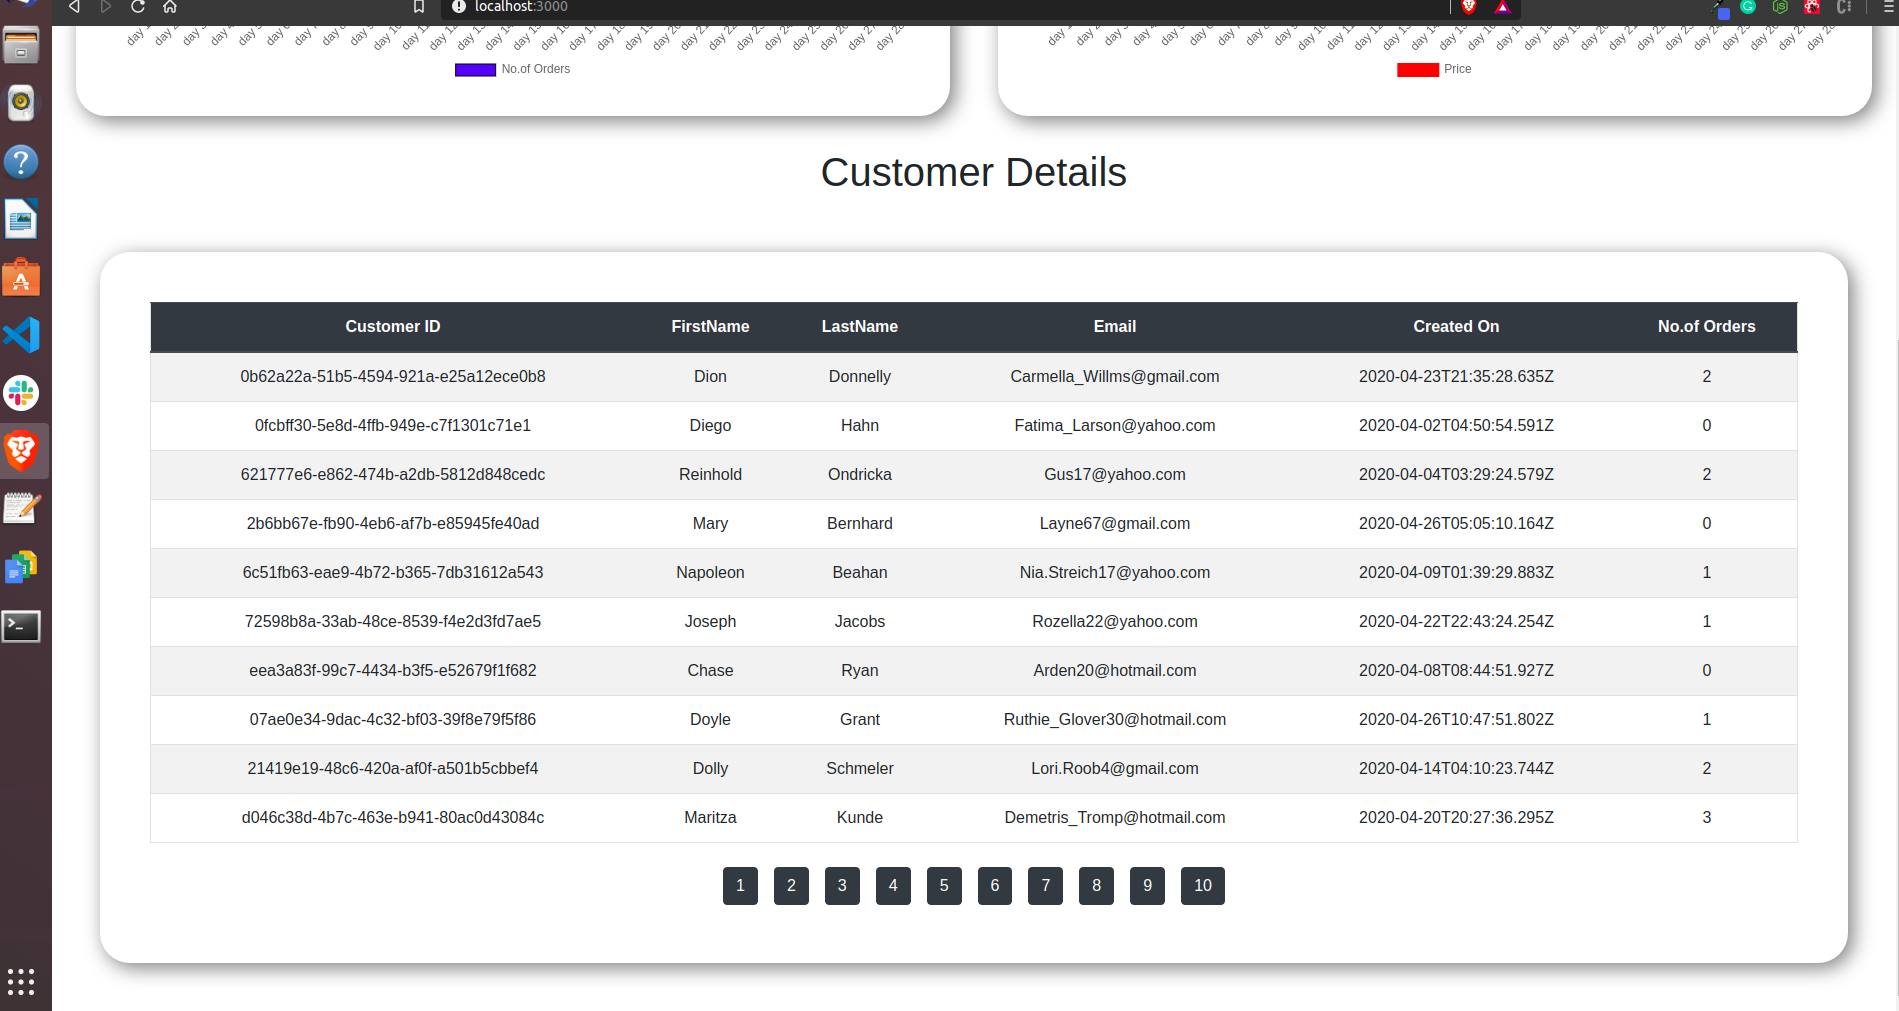 localhost:3000
No.of Orders
Price
Customer Details
Customer ID FirstName LastName Email Created On No.of Orders
0b62a22a-51b5-4594-921a-e25a12ece0b8 Dion Donnelly Carmella_Willms@gmail.com 2020-04-23T21:35:28.635Z 2
0fcbff30-5e8d-4ffb-949e-c7f1301c71e1 Diego Hahn Fatima_Larson@yahoo.com 2020-04-02T04:50:54.591Z 0
621777e6-e862-474b-a2db-5812d848cedc Reinhold Ondricka Gus17@yahoo.com 2020-04-04T03:29:24.579Z 2
2b6bb67e-fb90-4eb6-af7b-e85945fe40ad Mary Bernhard Layne67@gmail.com 2020-04-26T05:05:10.164Z 0
6c51fb63-eae9-4b72-b365-7db31612a543 Napoleon Beahan Nia.Streich17@yahoo.com 2020-04-09T01:39:29.883Z 1
72598b8a-33ab-48ce-8539-f4e2d3fd7ae5 Joseph Jacobs Rozella22@yahoo.com 2020-04-22T22:43:24.254Z 1
eea3a83f-99c7-4434-b3f5-e52679f1f682 Chase Ryan Arden20@hotmail.com 2020-04-08T08:44:51.927Z 0
07ae0e34-9dac-4c32-bf03-39f8e79f5f86 Doyle Grant Ruthie_Glover30@hotmail.com 2020-04-26T10:47:51.802Z 1
21419e19-48c6-420a-af0f-a501b5cbbef4 Dolly Schmeler Lori.Roob4@gmail.com 2020-04-14T04:10:23.744Z 2
d046c38d-4b7c-463e-b941-80ac0d43084c Maritza Kunde Demetris_Tromp@hotmail.com 2020-04-20T20:27:36.295Z 3
1 2 3 4 5 6 7 8 9 10